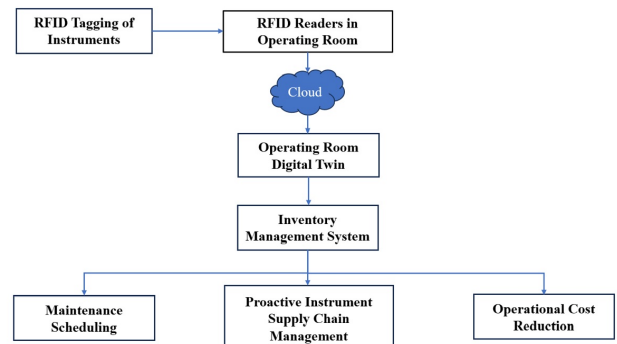 RFID Tagging of
Instruments
RFID Readers in
Operating Room
Cloud
Operating Room
Digital Twin
Inventory
Management System
Maintenance
Scheduling
Proactive Instrument
Supply Chain
Management
Operational Cost
Reduction